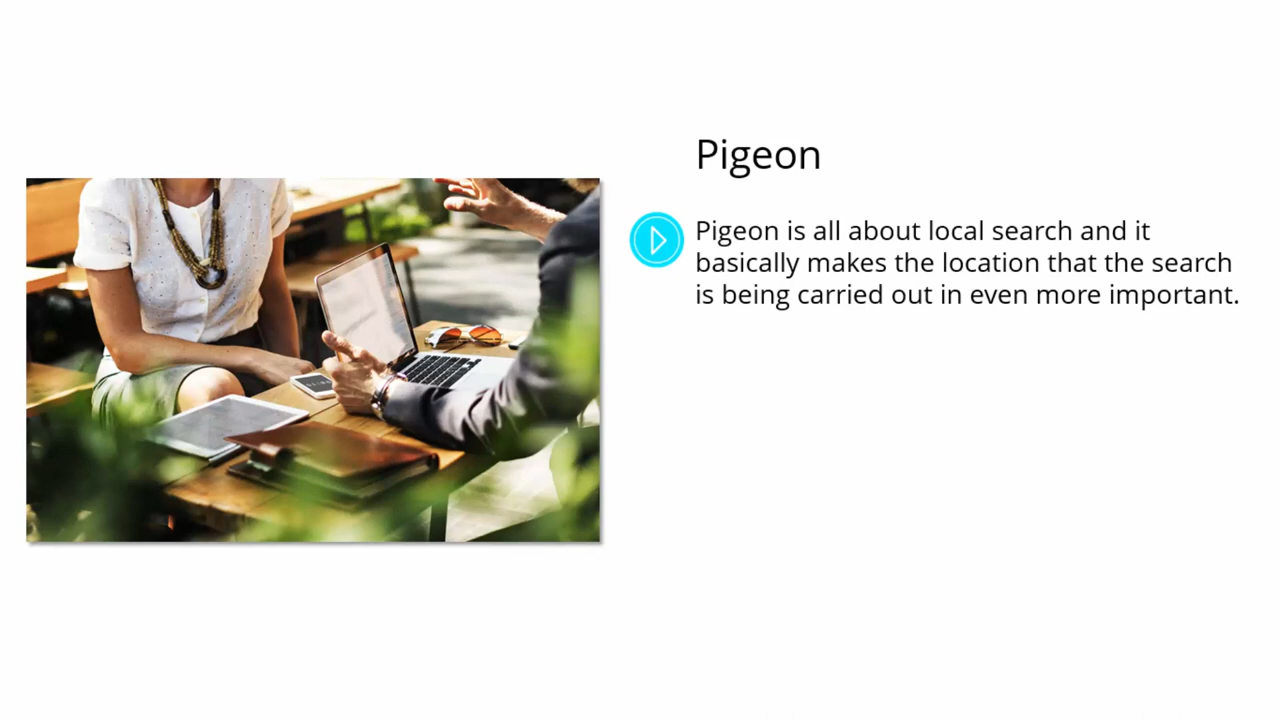 Pigeon
Pigeon is all about local search and it
basically makes the location that the search
is being carried out in even more important.